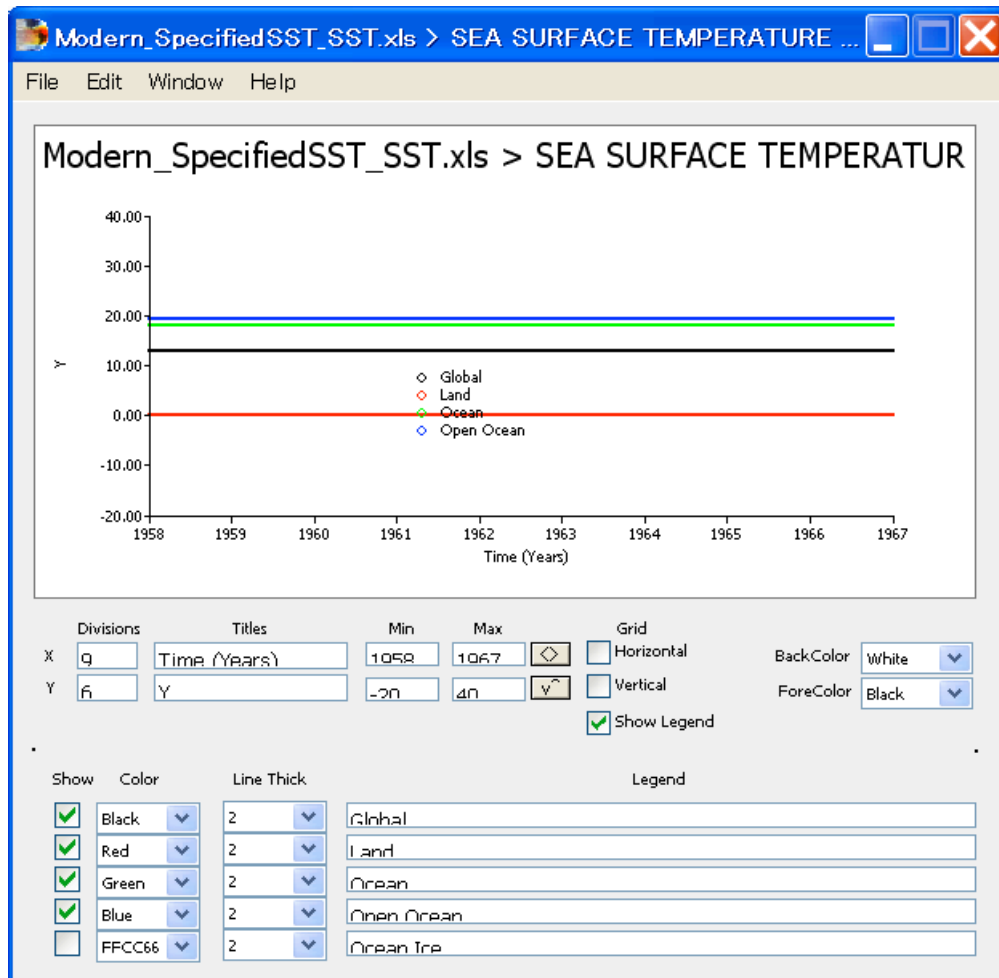 Modern_SpecifiedSST_SST.xls > SEA SURFACE TEMPERATURE ...
File Edit Window Help
Modern_SpecifiedSST_SST.xls > SEA SURFACE TEMPERATUR
40.00
30.00
20.00
10.00
0.00
-10.00
-20.00
Y
Global
Land
Ocean
Open Ocean
1958 1959 1960 1961 1962 1963 1964 1965 1966 1967
Time (Years)
Divisions Titles Min Max Grid
X 9 Time (Years) 1958 1967 <> Horizontal BackColor White
Y 6 Y -20 40 v^ Vertical ForeColor Black
Show Legend
Show Color Line Thick Legend
Black 2 Global
Red 2 Land
Green 2 Ocean
Blue 2 Open Ocean
FFCC66 2 Ocean Ice